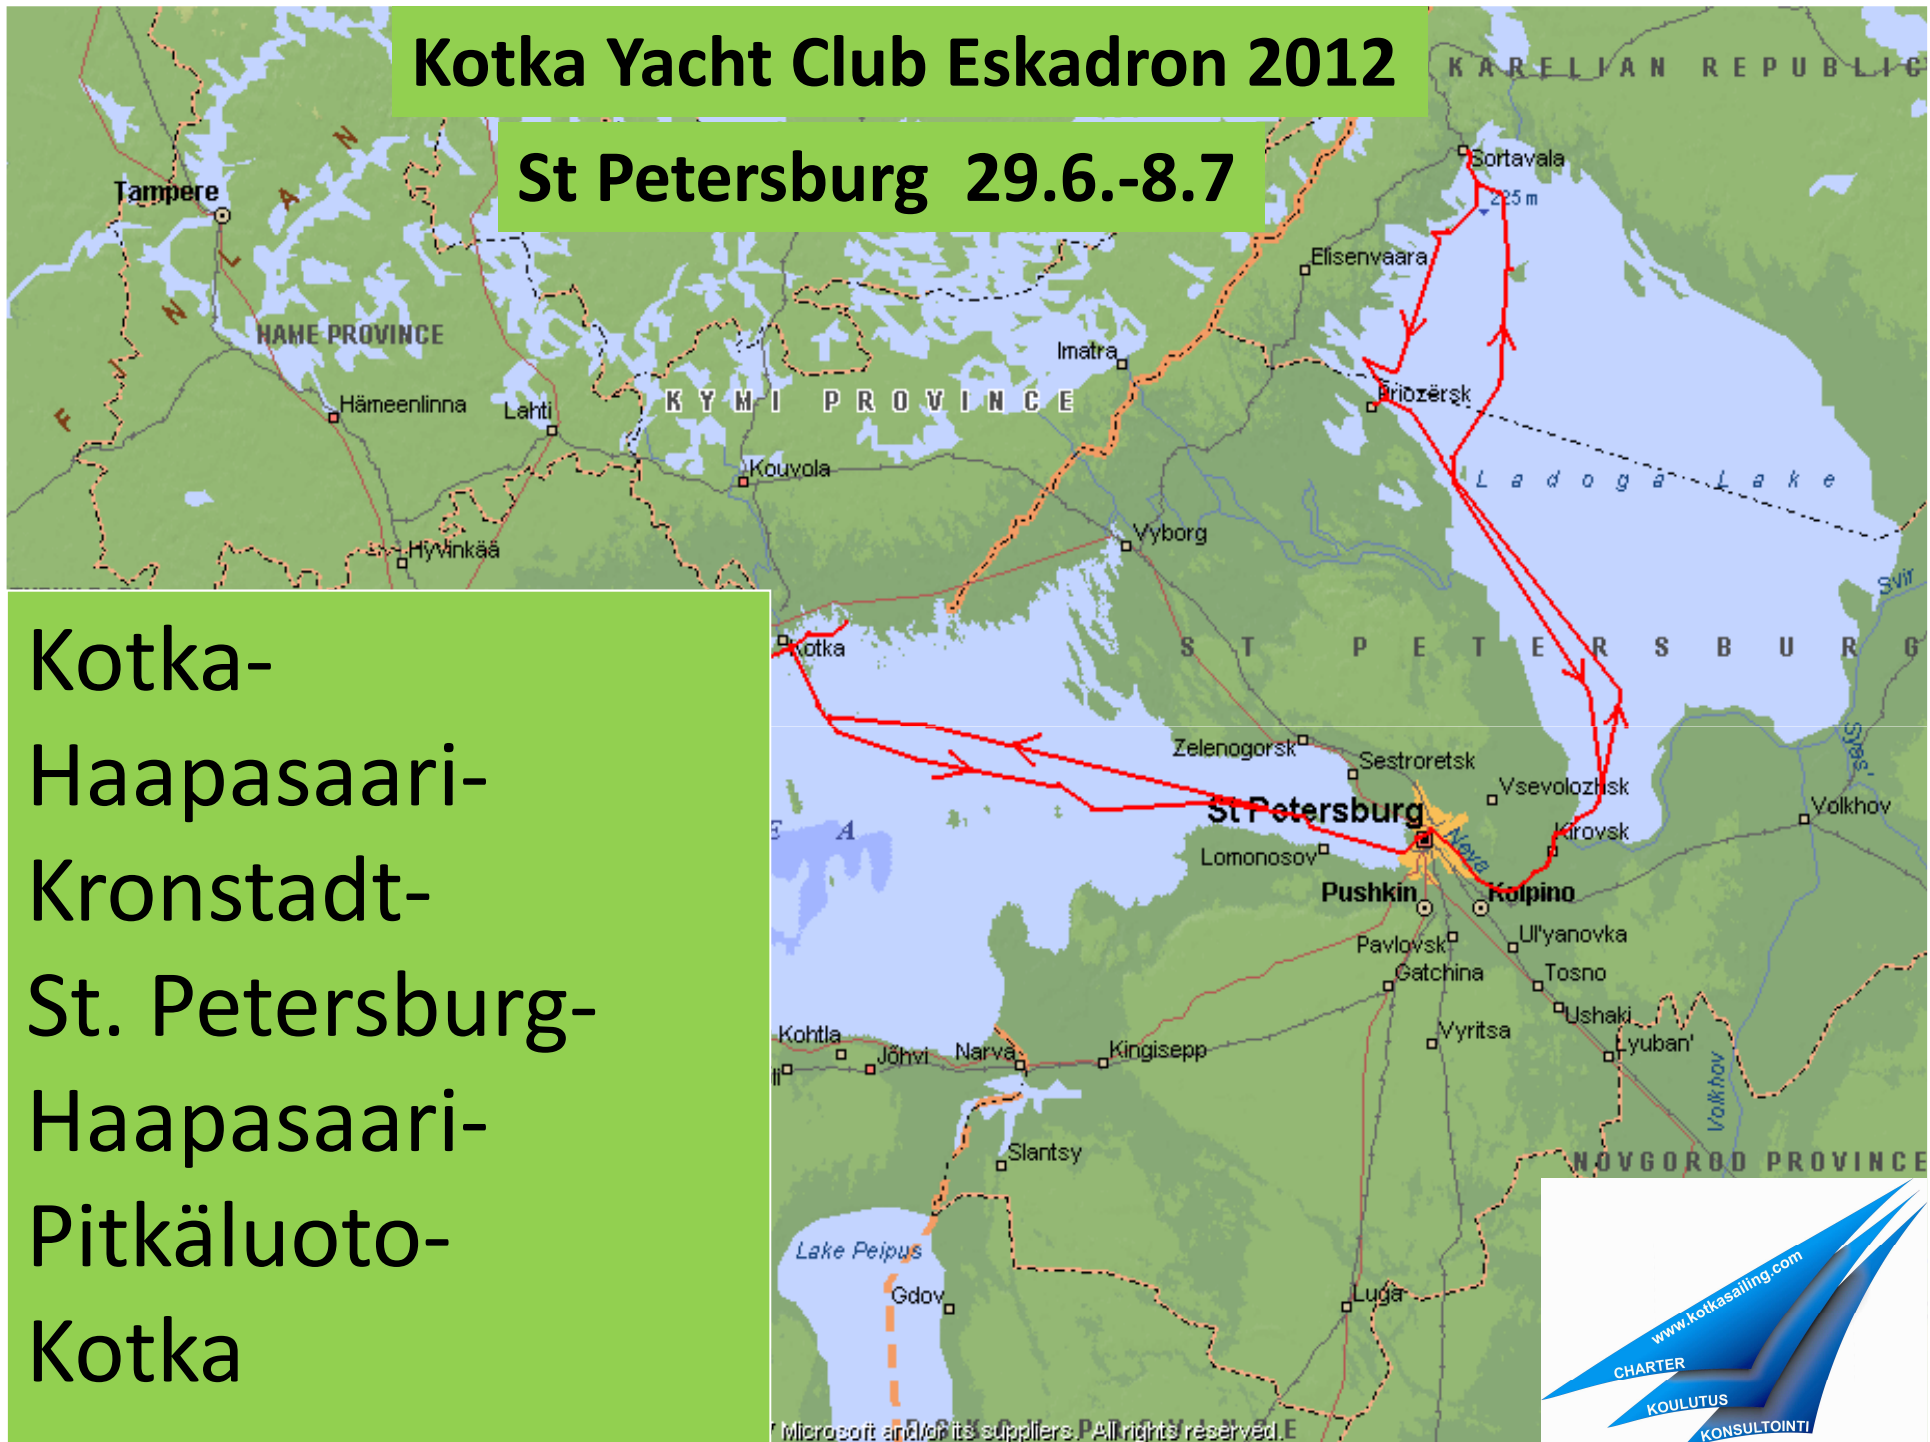 Kotka Yacht Club Eskadron 2012
St Petersburg 29.6.-8.7
KARELIAN REPUBLIC
Sortavala
225 m
Tampere
FINLAN
Elisenvaara
HAME PROVINCE
Imatra
Priozërsk
KYMI PROVINCE
Hämeenlinna
Lahti
Kouvola
Ladoga Lake
Vyborg
Hyvinkää
Svir
Kotka
ST PETERSBURG
Zelenogorsk
Sestroretsk
Syas'
Vsevolozhsk
Volkhov
St Petersburg
E A
Neva
Kirovsk
Lomonosov
Pushkin
Kolpino
Pavlovsk
Ul'yanovka
Gatchina
Tosno
Ushaki
Kohtla
Jõhvi
Narva
Kingisepp
Vyritsa
Lyuban'
Volkhov
Slantsy
NOVGOROD PROVINCE
Lake Peipus
Gdov
Luga
PSKOV PROVINCE
Microsoft and/or its suppliers. All rights reserved.
Kotka-
Haapasaari-
Kronstadt-
St. Petersburg-
Haapasaari-
Pitkäluoto-
Kotka
www.kotkasailing.com
CHARTER
KOULUTUS
KONSULTOINTI